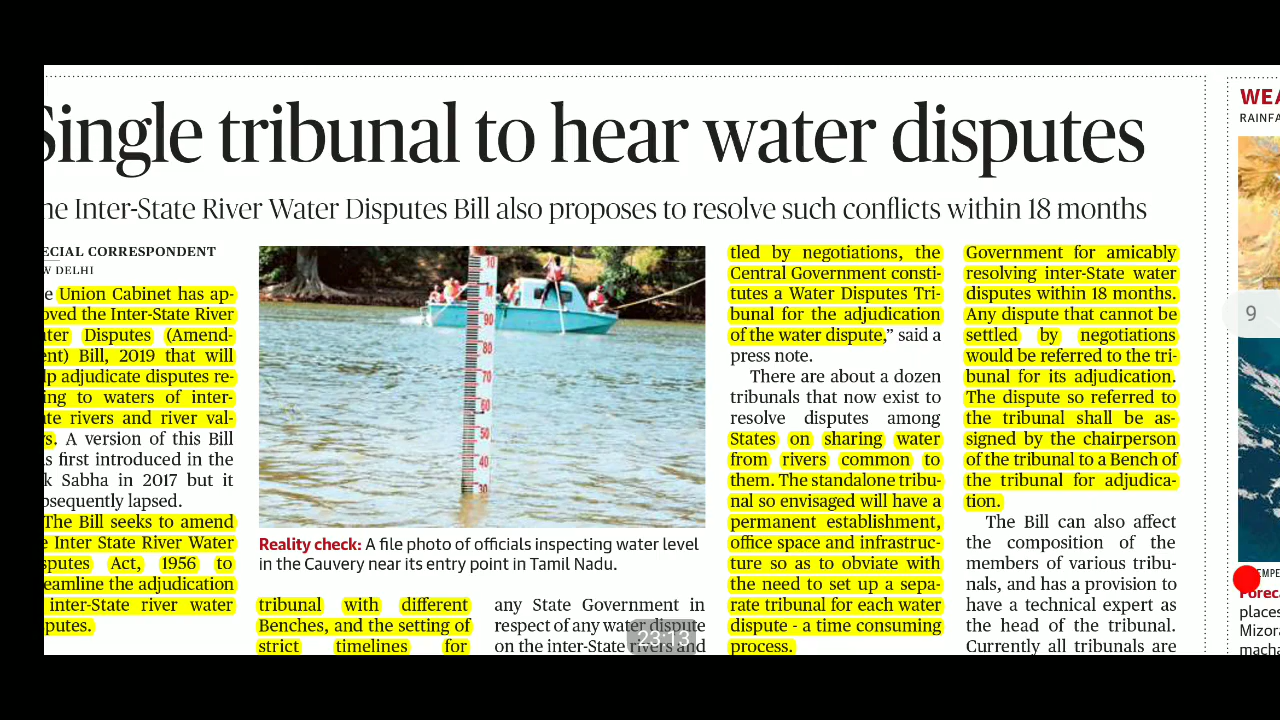 Single tribunal to hear water disputes
he Inter-State River Water Disputes Bill also proposes to resolve such conflicts within 18 months
ECIAL CORRESPONDENT
W DELHI
e Union Cabinet has ap-
oved the Inter-State River
ter Disputes (Amend-
ent) Bill, 2019 that will
lp adjudicate disputes re-
ing to waters of inter-
ate rivers and river val-
s. A version of this Bill
s first introduced in the
k Sabha in 2017 but it
bsequently lapsed.
The Bill seeks to amend
e Inter State River Water
sputes Act, 1956 to
eamline the adjudication
inter-State river water
putes.
Reality check: A file photo of officials inspecting water level
in the Cauvery near its entry point in Tamil Nadu.
tribunal with different
Benches, and the setting of
strict timelines for
any State Government in
respect of any water dispute
on the inter-State rivers and
tled by negotiations, the
Central Government consti-
tutes a Water Disputes Tri-
bunal for the adjudication
of the water dispute,” said a
press note.
There are about a dozen
tribunals that now exist to
resolve disputes among
States on sharing water
from rivers common to
them. The standalone tribu-
nal so envisaged will have a
permanent establishment,
office space and infrastruc-
ture so as to obviate with
the need to set up a sepa-
rate tribunal for each water
dispute - a time consuming
process.
Government for amicably
resolving inter-State water
disputes within 18 months.
Any dispute that cannot be
settled by negotiations
would be referred to the tri-
bunal for its adjudication.
The dispute so referred to
the tribunal shall be as-
signed by the chairperson
of the tribunal to a Bench of
the tribunal for adjudica-
tion.
The Bill can also affect
the composition of the
members of various tribu-
nals, and has a provision to
have a technical expert as
the head of the tribunal.
Currently all tribunals are
10
90
80
70
60
50
40
30
23:13
WEA
RAINFA
9
EMPE
Forec
places
Mizora
macha